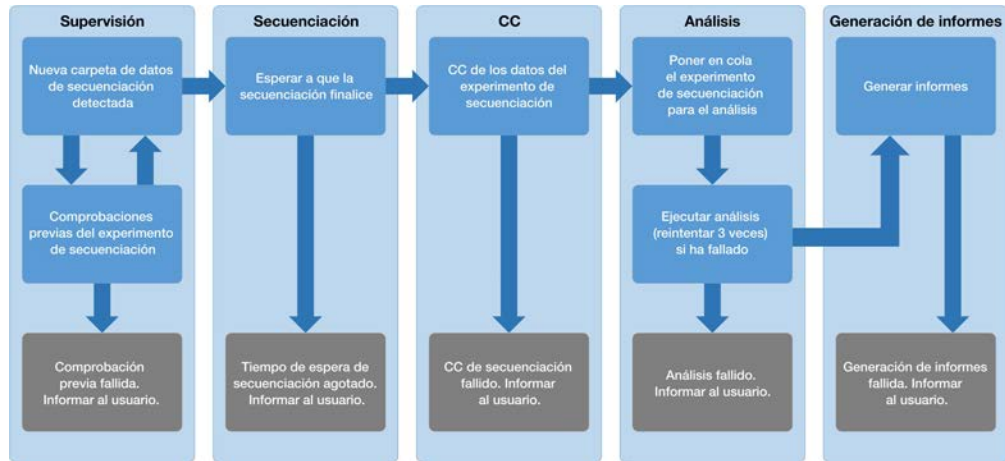 Supervisión
Nueva carpeta de datos
de secuenciación
detectada
Comprobaciones
previas del experimento
de secuenciación
Comprobación
previa fallida.
Informar al usuario.
Secuenciación
Esperar a que la
secuenciación finalice
Tiempo de espera de
secuenciación agotado.
Informar al usuario.
CC
CC de los datos del
experimento de
secuenciación
CC de secuenciación
fallido. Informar
al usuario.
Análisis
Poner en cola
el experimento
de secuenciación
para el análisis
Ejecutar análisis
(reintentar 3 veces)
si ha fallado
Análisis fallido.
Informar al usuario.
Generación de informes
Generar informes
Generación de informes
fallida. Informar
al usuario.